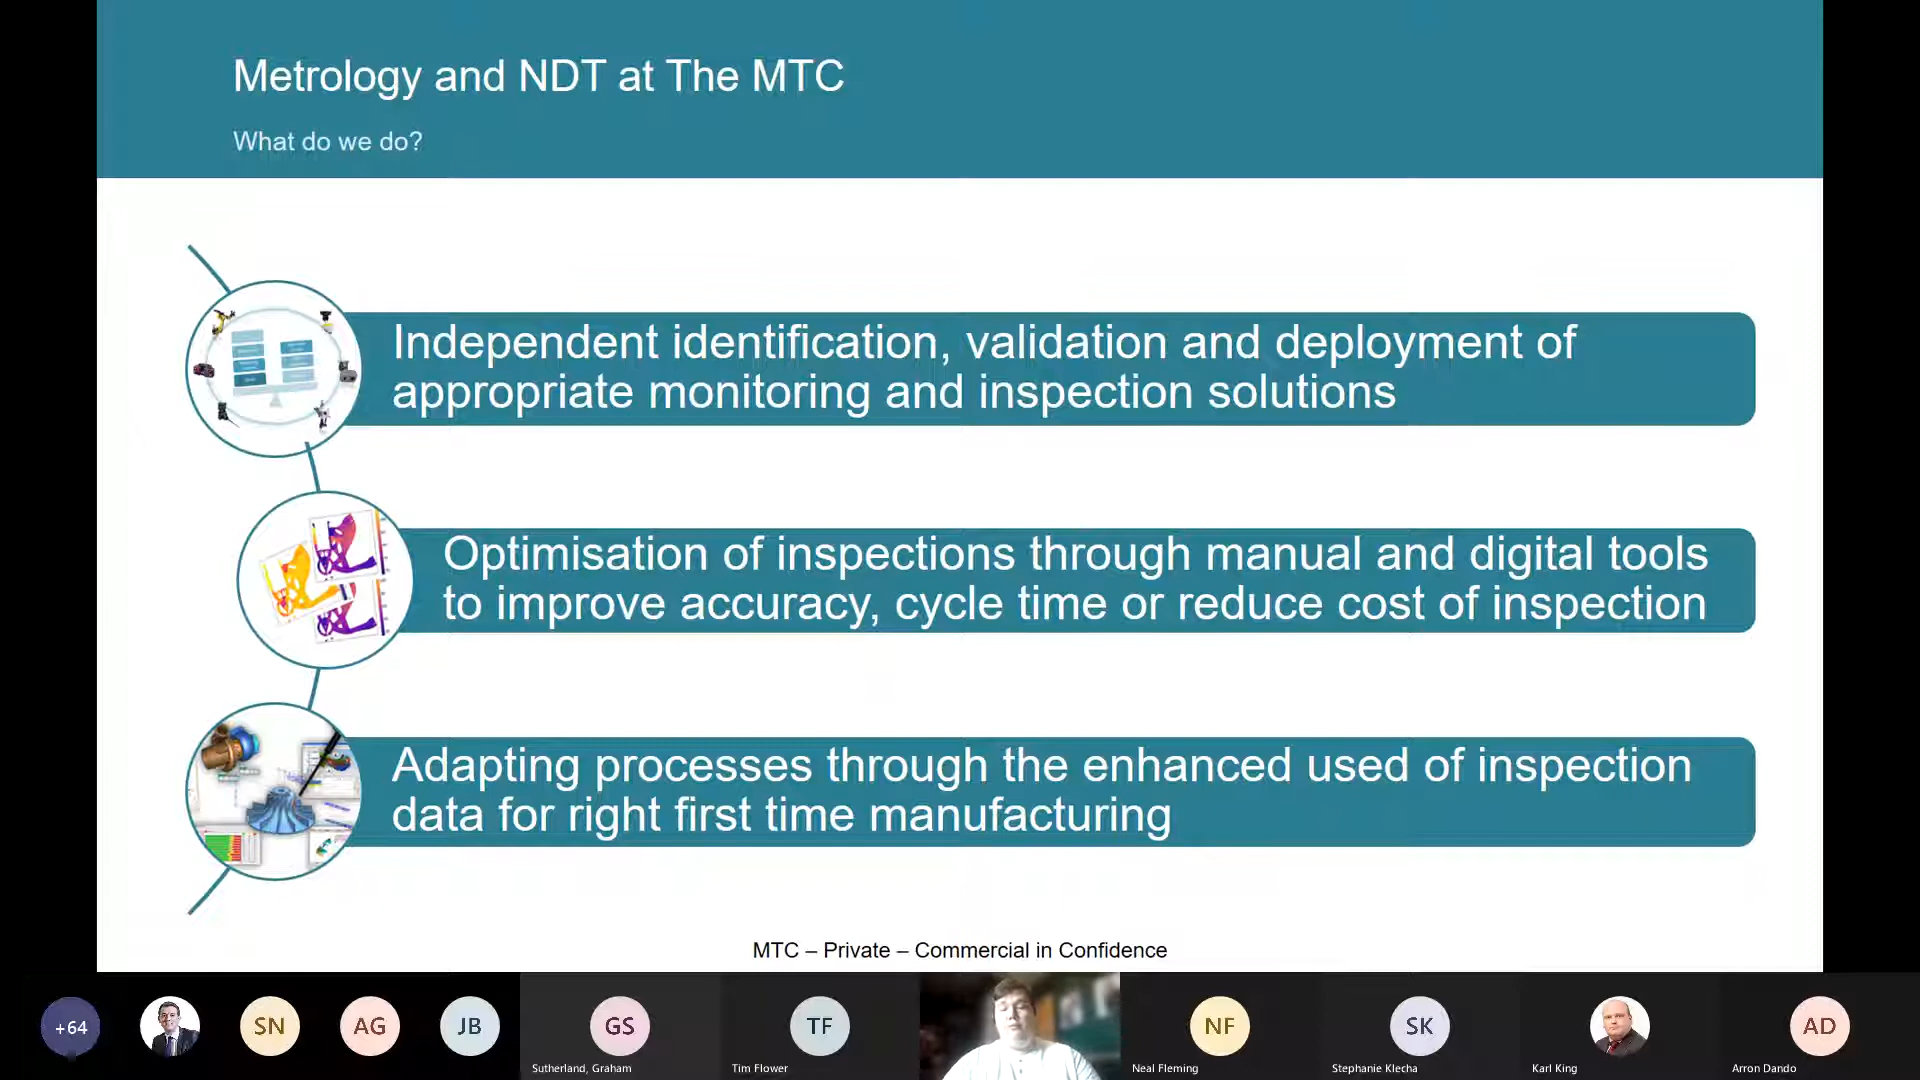 Metrology and NDT at The MTC
What do we do?
Independent identification, validation and deployment of
appropriate monitoring and inspection solutions
Optimisation of inspections through manual and digital tools
to improve accuracy, cycle time or reduce cost of inspection
Adapting processes through the enhanced used of inspection
data for right first time manufacturing
MTC – Private – Commercial in Confidence
+64
SN
AG
JB
GS
TF
NF
SK
AD
Sutherland, Graham
Tim Flower
Neal Fleming
Stephanie Klecha
Karl King
Arron Dando